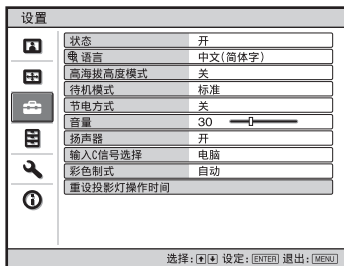 设置
状态 开
语言 中文(简体字)
高海拔高度模式 关
待机模式 标准
节电方式 关
音量 30
扬声器 开
输入C信号选择 电脑
彩色制式 自动
重设投影灯操作时间
选择: 设定: ENTER 退出: MENU